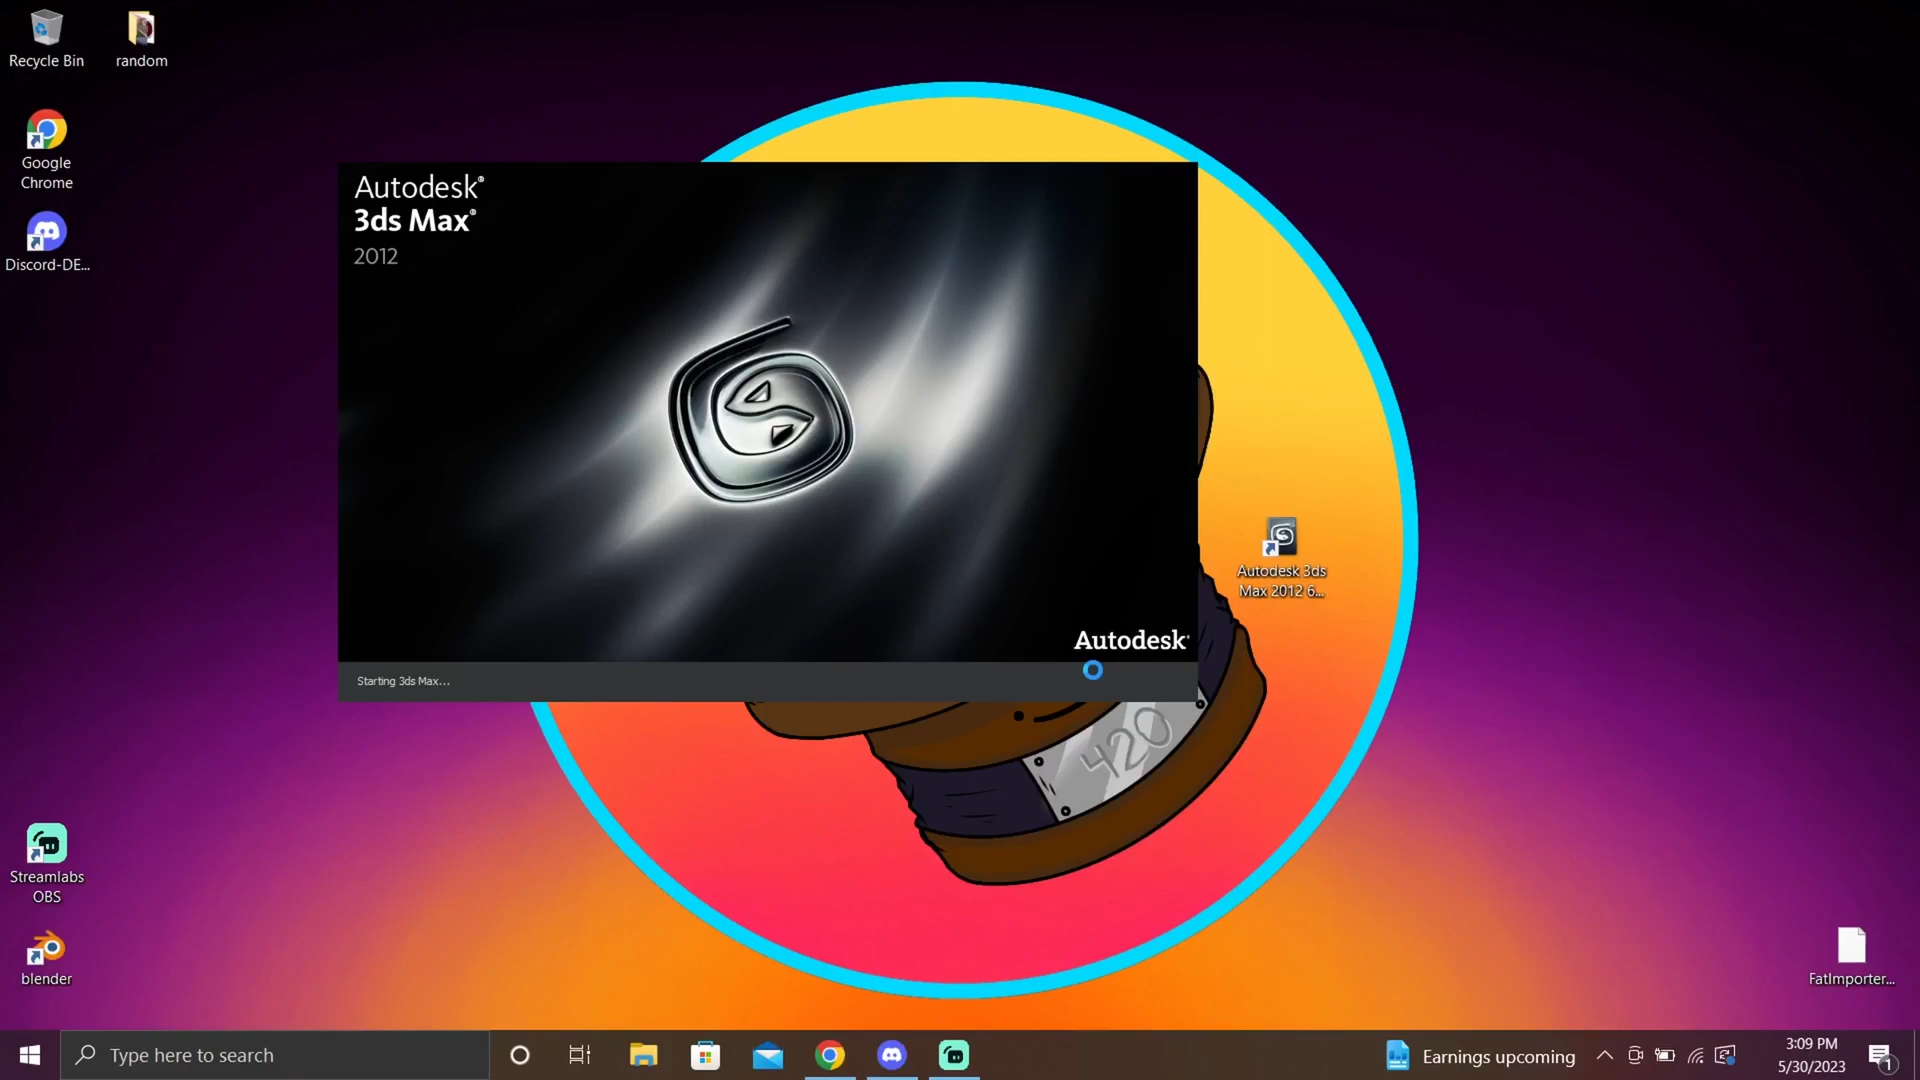 Recycle Bin
random
Google
Chrome
Discord-DE...
Autodesk®
3ds Max®
2012
Autodesk
Starting 3ds Max...
Autodesk 3ds
Max 2012 6...
420
Streamlabs
OBS
blender
FatImporter...
Type here to search
Earnings upcoming
3:09 PM
5/30/2023
1